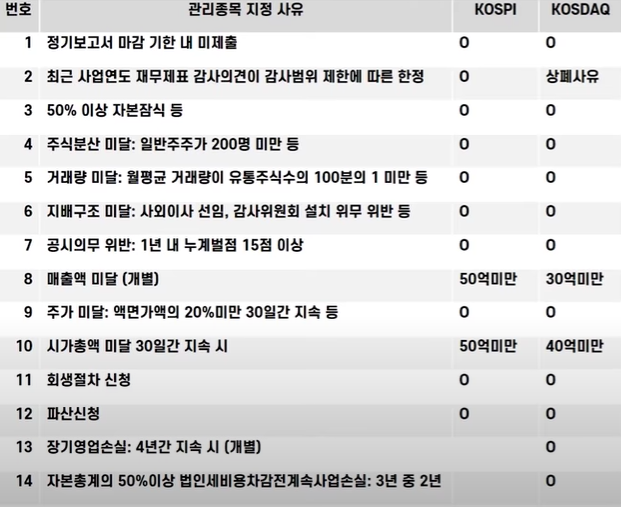 번호 관리종목 지정 사유 KOSPI KOSDAQ
1 정기보고서 마감 기한 내 미제출 O O
2 최근 사업연도 재무제표 감사의견이 감사범위 제한에 따른 한정 O 상폐사유
3 50% 이상 자본잠식 등 O O
4 주식분산 미달: 일반주주가 200명 미만 등 O O
5 거래량 미달: 월평균 거래량이 유통주식수의 100분의 1 미만 등 O O
6 지배구조 미달: 사외이사 선임, 감사위원회 설치 위무 위반 등 O O
7 공시의무 위반: 1년 내 누계벌점 15점 이상 O O
8 매출액 미달 (개별) 50억미만 30억미만
9 주가 미달: 액면가액의 20%미만 30일간 지속 등 O O
10 시가총액 미달 30일간 지속 시 50억미만 40억미만
11 회생절차 신청 O O
12 파산신청 O O
13 장기영업손실: 4년간 지속 시 (개별) O
14 자본총계의 50%이상 법인세비용차감전계속사업손실: 3년 중 2년 O